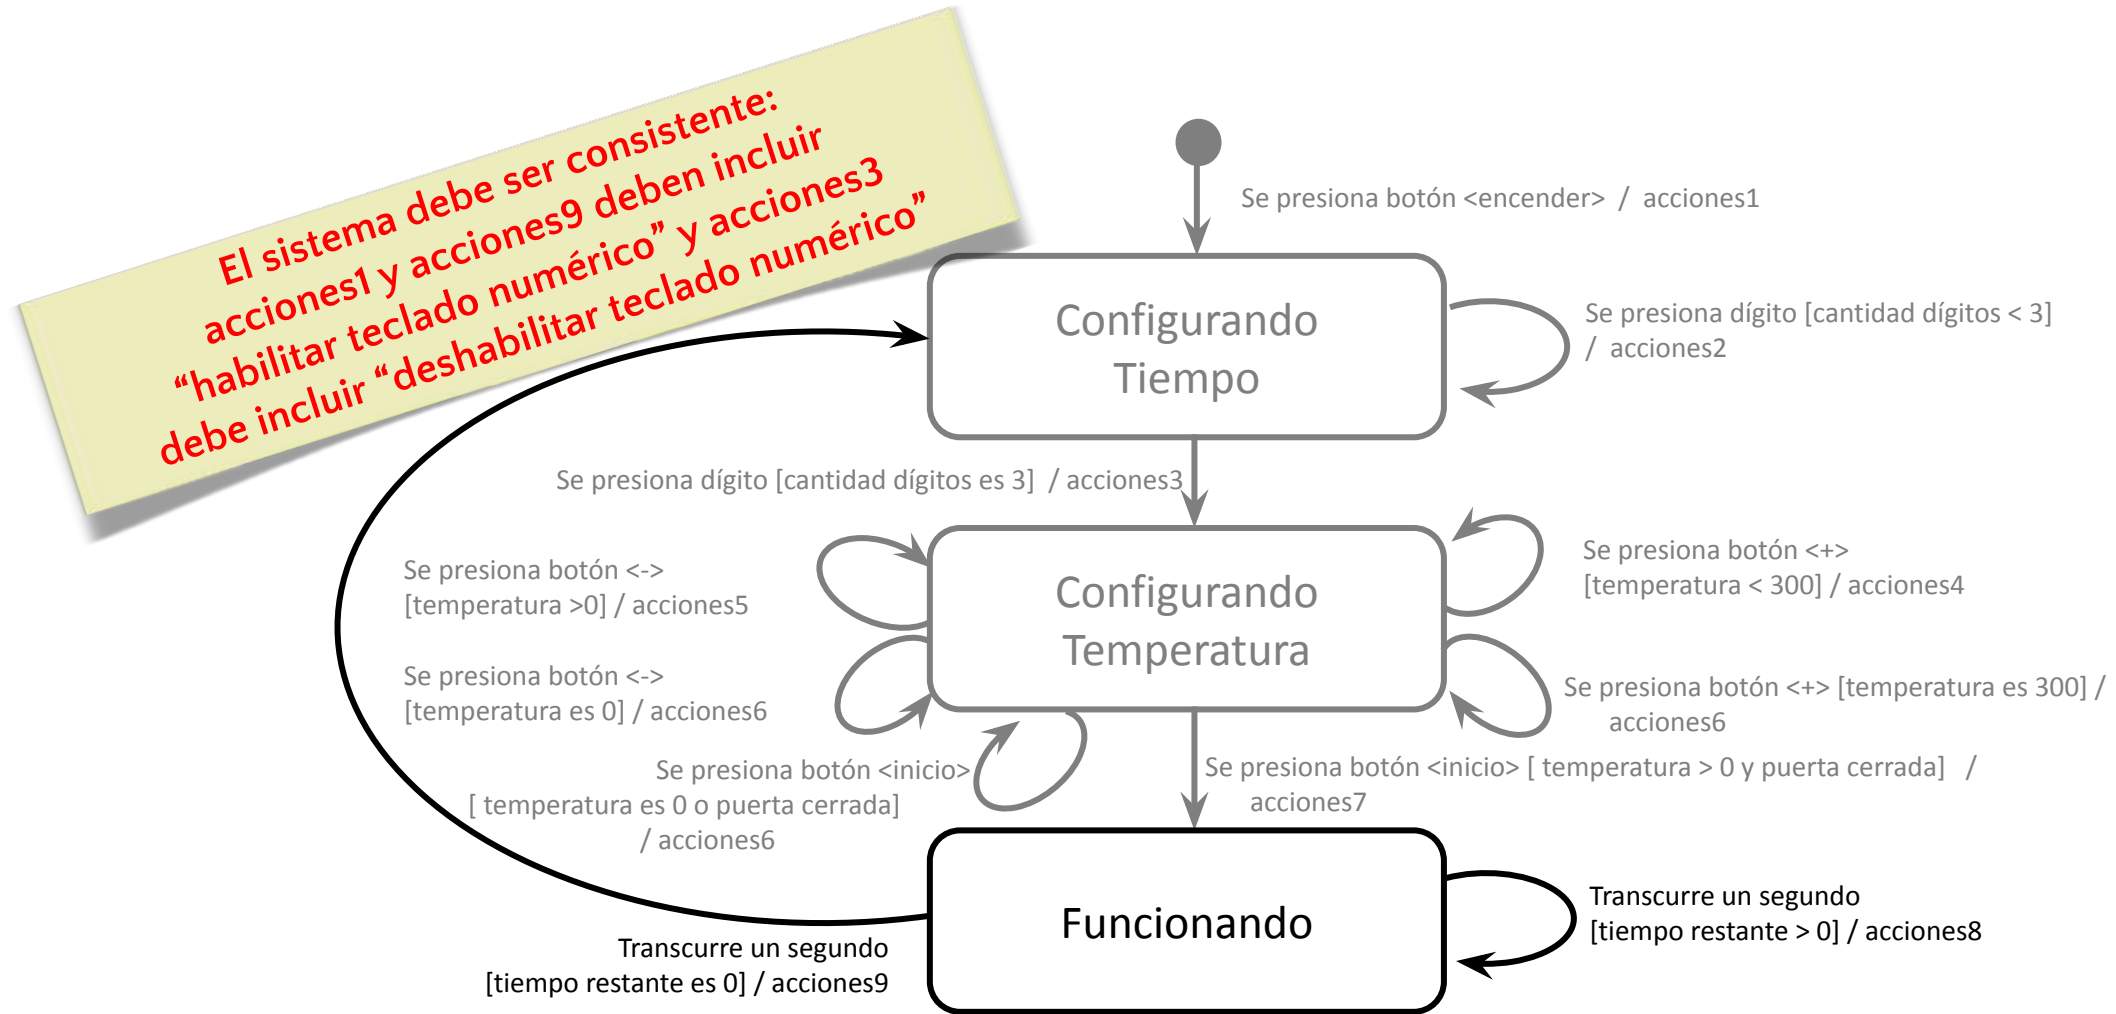 El sistema debe ser consistente:
acciones1 y acciones9 deben incluir
“habilitar teclado numérico” y acciones3
debe incluir “deshabilitar teclado numérico”
Se presiona botón <encender> / acciones1
Configurando
Tiempo
Se presiona dígito [cantidad dígitos < 3]
/ acciones2
Se presiona dígito [cantidad dígitos es 3] / acciones3
Se presiona botón <->
[temperatura >0] / acciones5
Configurando
Temperatura
Se presiona botón <+>
[temperatura < 300] / acciones4
Se presiona botón <->
[temperatura es 0] / acciones6
Se presiona botón <+> [temperatura es 300] /
acciones6
Se presiona botón <inicio>
[ temperatura es 0 o puerta cerrada]
/ acciones6
Se presiona botón <inicio> [ temperatura > 0 y puerta cerrada] /
acciones7
Funcionando
Transcurre un segundo
[tiempo restante > 0] / acciones8
Transcurre un segundo
[tiempo restante es 0] / acciones9